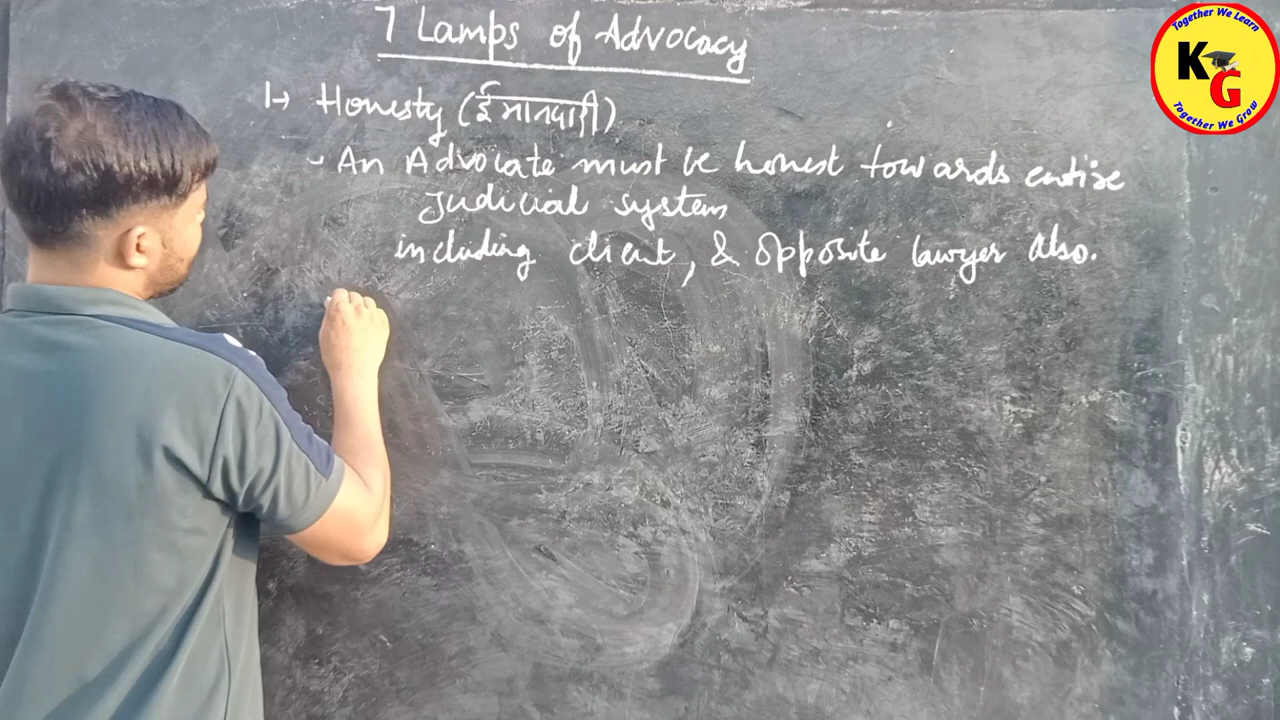 7 Lamps of Advocacy
1→ Honesty (ईमानदारी)
- An Advocate must be honest towards entire
Judicial system
including client, & opposite lawyer also.
Together We Learn
KG
Together We Grow